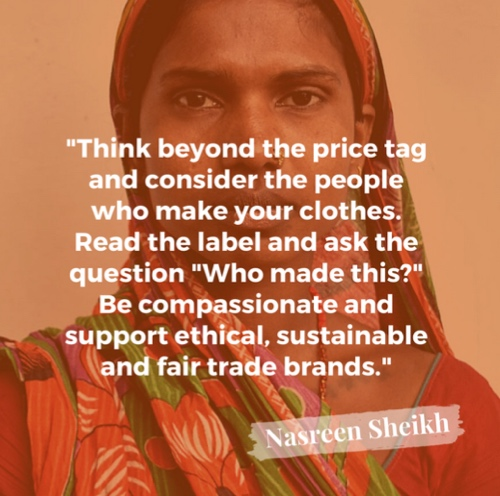 "Think beyond the price tag
and consider the people
who make your clothes.
Read the label and ask the
question "Who made this?"
Be compassionate and
support ethical, sustainable
and fair trade brands."
Nasreen Sheikh